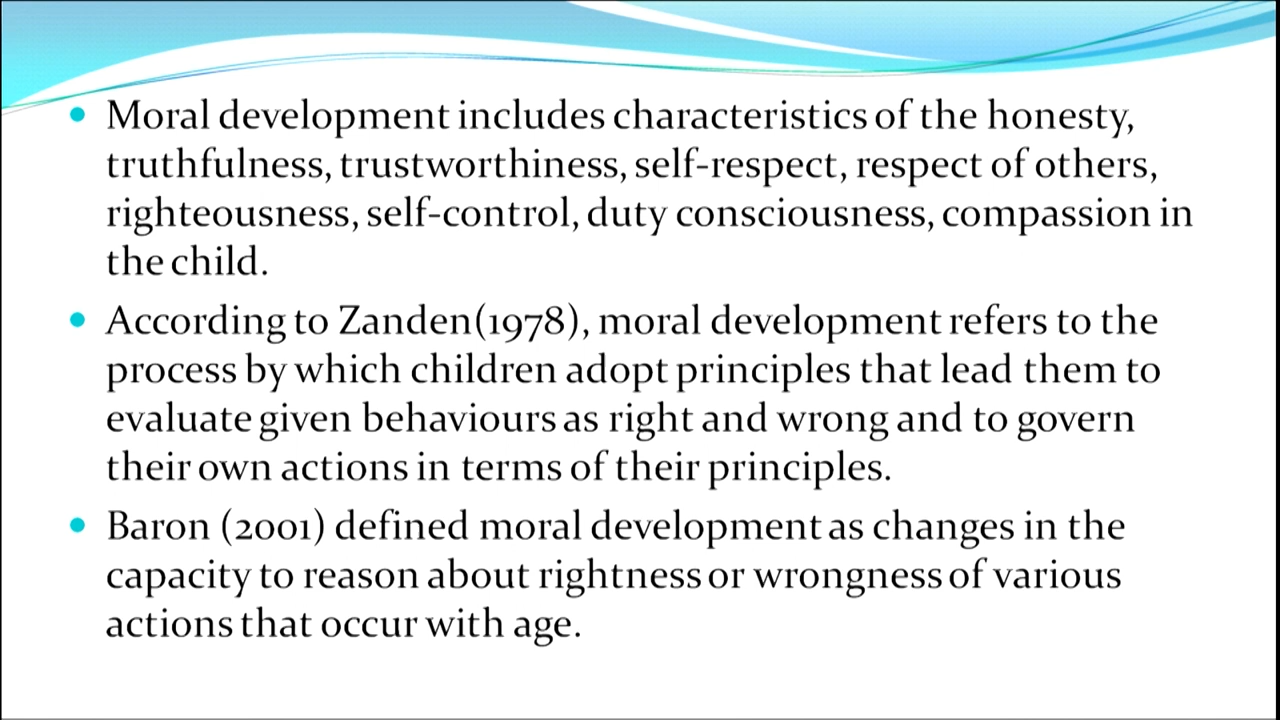 Moral development includes characteristics of the honesty,
truthfulness, trustworthiness, self-respect, respect of others,
righteousness, self-control, duty consciousness, compassion in
the child.
According to Zanden(1978), moral development refers to the
process by which children adopt principles that lead them to
evaluate given behaviours as right and wrong and to govern
their own actions in terms of their principles.
Baron (2001) defined moral development as changes in the
capacity to reason about rightness or wrongness of various
actions that occur with age.